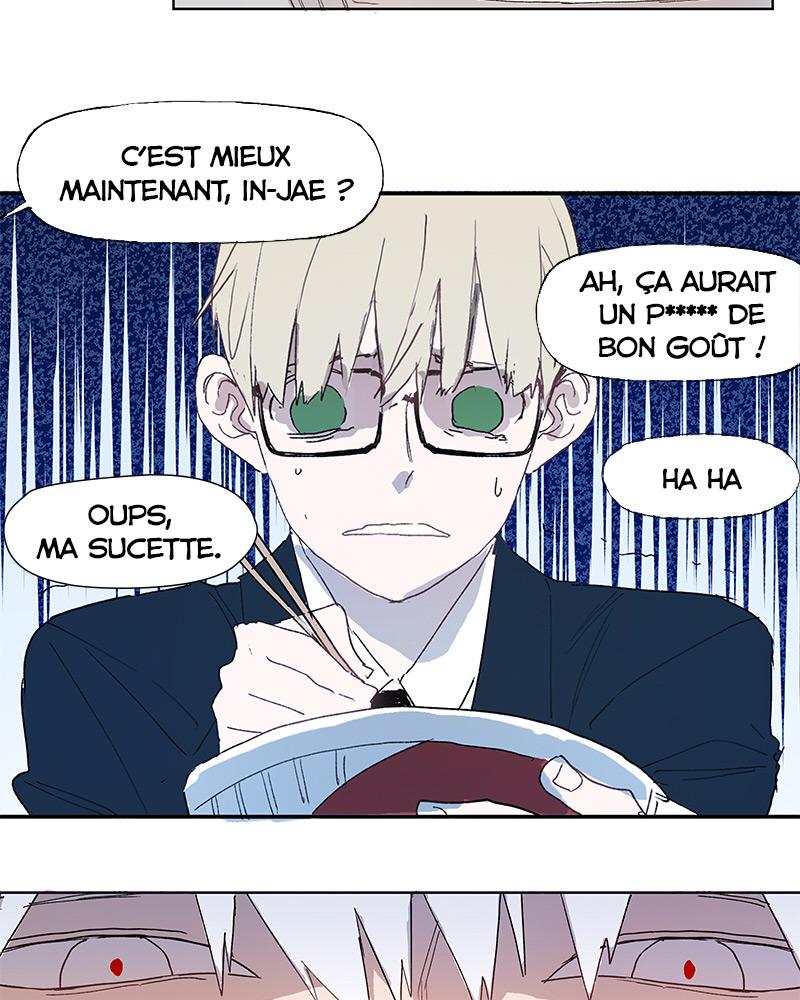 C'EST MIEUX
MAINTENANT, IN-JAE ?
AH, ÇA AURAIT
UN P***** DE
BON GOÛT !
HA HA
OUPS,
MA SUCETTE.